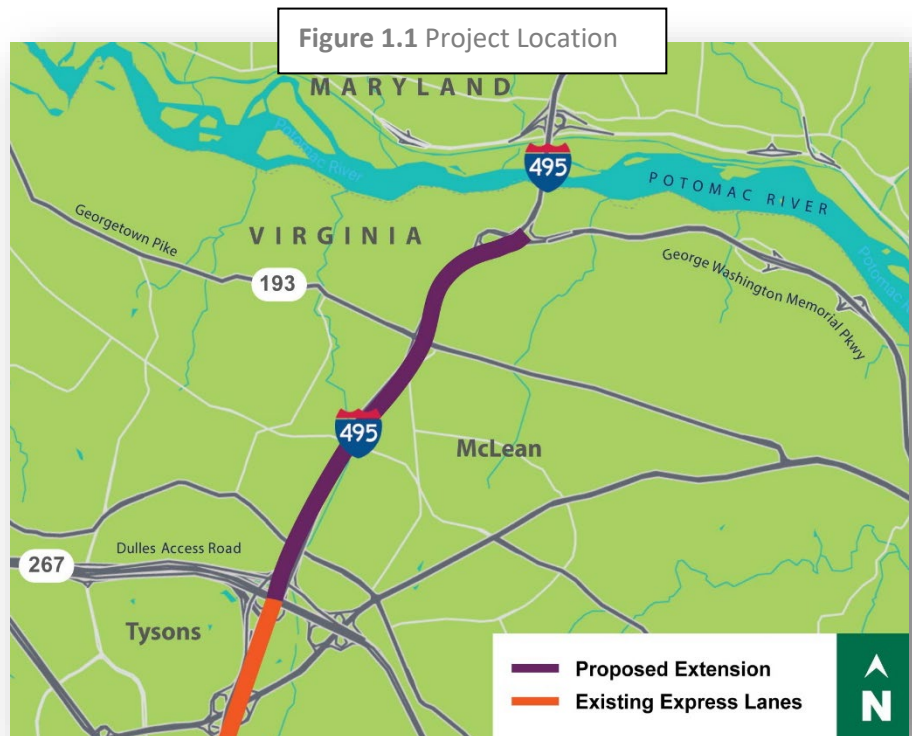 Figure 1.1 Project Location
MARYLAND
Potomac River
495
POTOMAC RIVER
Georgetown Pike
VIRGINIA
193
George Washington Memorial Pkwy
Potomac R
495
McLean
Dulles Access Road
267
Tysons
Proposed Extension
Existing Express Lanes
N